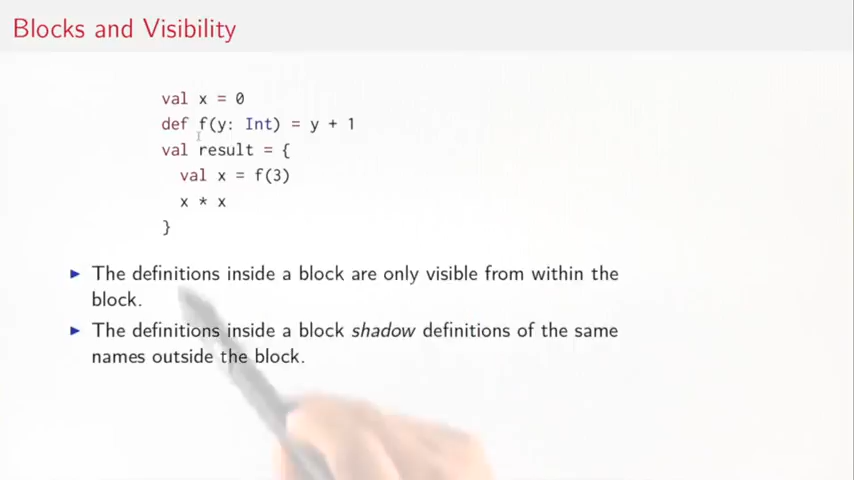 Blocks and Visibility
val x = 0
def f(y: Int) = y + 1
val result = {
val x = f(3)
x * x
}
▶ The definitions inside a block are only visible from within the
block.
▶ The definitions inside a block shadow definitions of the same
names outside the block.